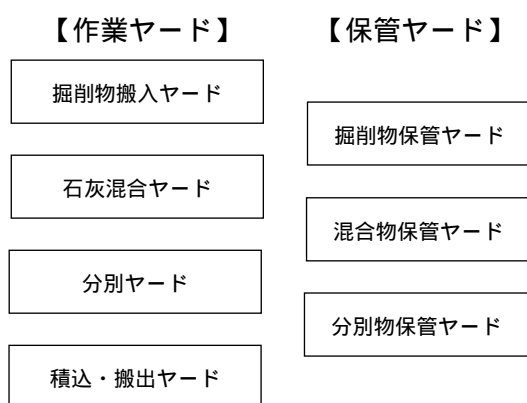 【作業ヤード】
掘削物搬入ヤード
石灰混合ヤード
分別ヤード
積込・搬出ヤード
【保管ヤード】
掘削物保管ヤード
混合物保管ヤード
分別物保管ヤード